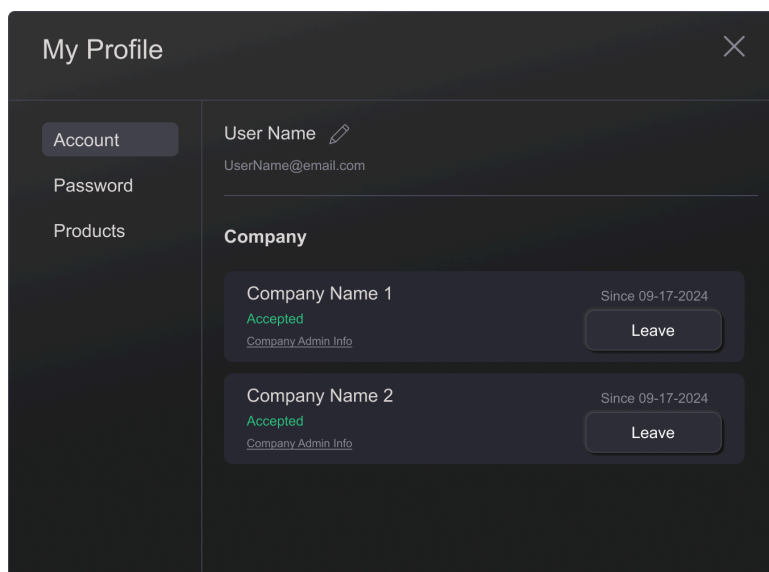 My Profile
Account
Password
Products
User Name
UserName@email.com
Company
Company Name 1
Accepted
Company Admin Info
Since 09-17-2024
Leave
Company Name 2
Accepted
Company Admin Info
Since 09-17-2024
Leave